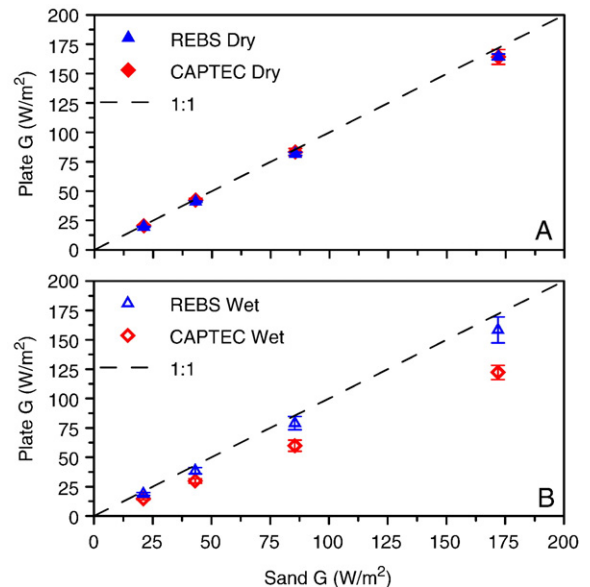 200
175
150
125
100
75
50
25
0
Plate G (W/m²)
REBS Dry
CAPTEC Dry
1:1
A
200
175
150
125
100
75
50
25
0
Plate G (W/m²)
REBS Wet
CAPTEC Wet
1:1
B
0 25 50 75 100 125 150 175 200
Sand G (W/m²)